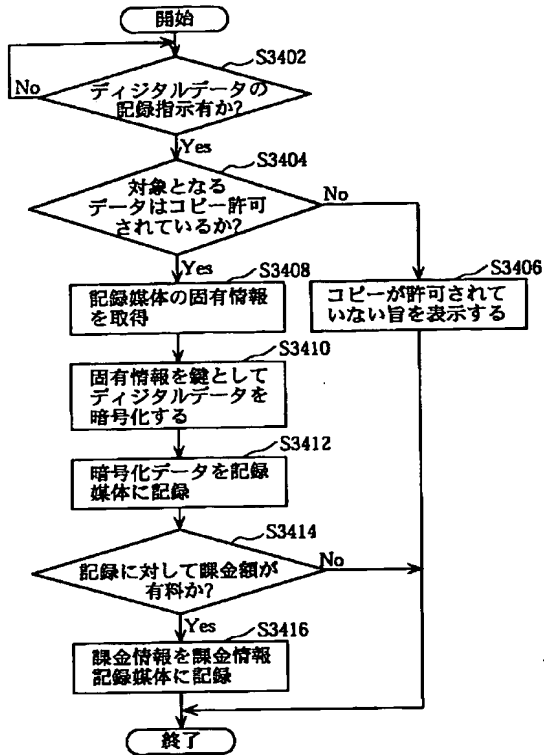 開始
S3402
ディジタルデータの
記録指示有か?
No
Yes
S3404
対象となる
データはコピー許可
されているか?
No
Yes
S3408
記録媒体の固有情報
を取得
S3406
コピーが許可されて
いない旨を表示する
S3410
固有情報を鍵として
ディジタルデータを
暗号化する
S3412
暗号化データを記録
媒体に記録
S3414
記録に対して課金額が
有料か?
No
Yes
S3416
課金情報を課金情報
記録媒体に記録
終了